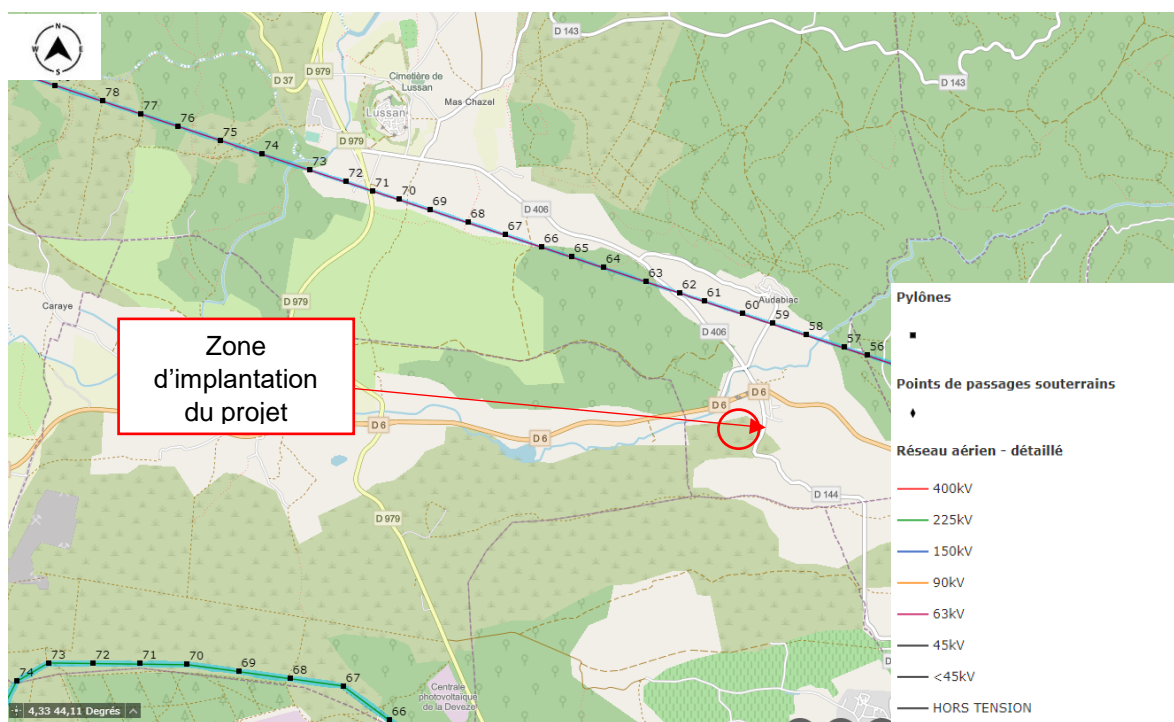 N
W E
S
D 143
D 979
D 37
Cimetière de
Lussan
D 143
78
Mas Chazel
77
Lussan
76
75
D 979
74
73
72
71
70
69
D 406
68
67
66
65
64
63
62
61
Audabiac
60
59
58
57
56
Caraye
D 979
D 406
Zone
d'implantation
du projet
D 6
D 6
D 6
D 6
D 144
D 979
73
72
71
70
69
68
67
66
74
Centrale
photovoltaïque
de la Deveze
4,33 44,11 Degrés
Pylônes
Points de passages souterrains
Réseau aérien - détaillé
400kV
225kV
150kV
90kV
63kV
45kV
<45kV
HORS TENSION